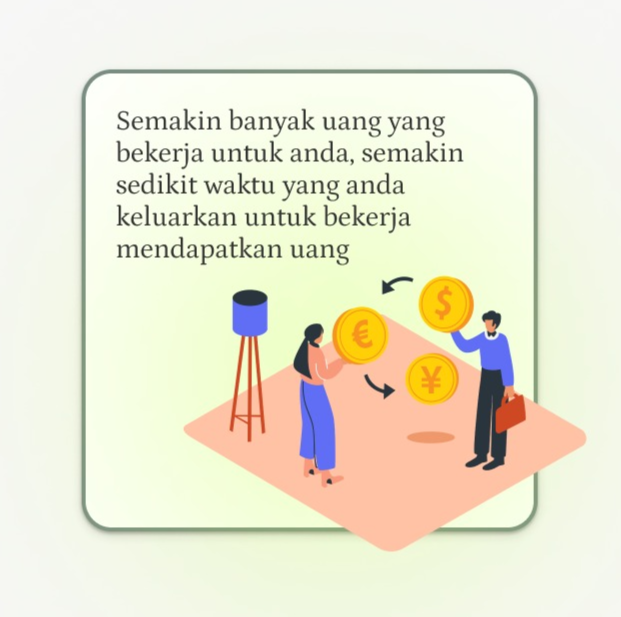 Semakin banyak uang yang
bekerja untuk anda, semakin
sedikit waktu yang anda
keluarkan untuk bekerja
mendapatkan uang
$
€
¥